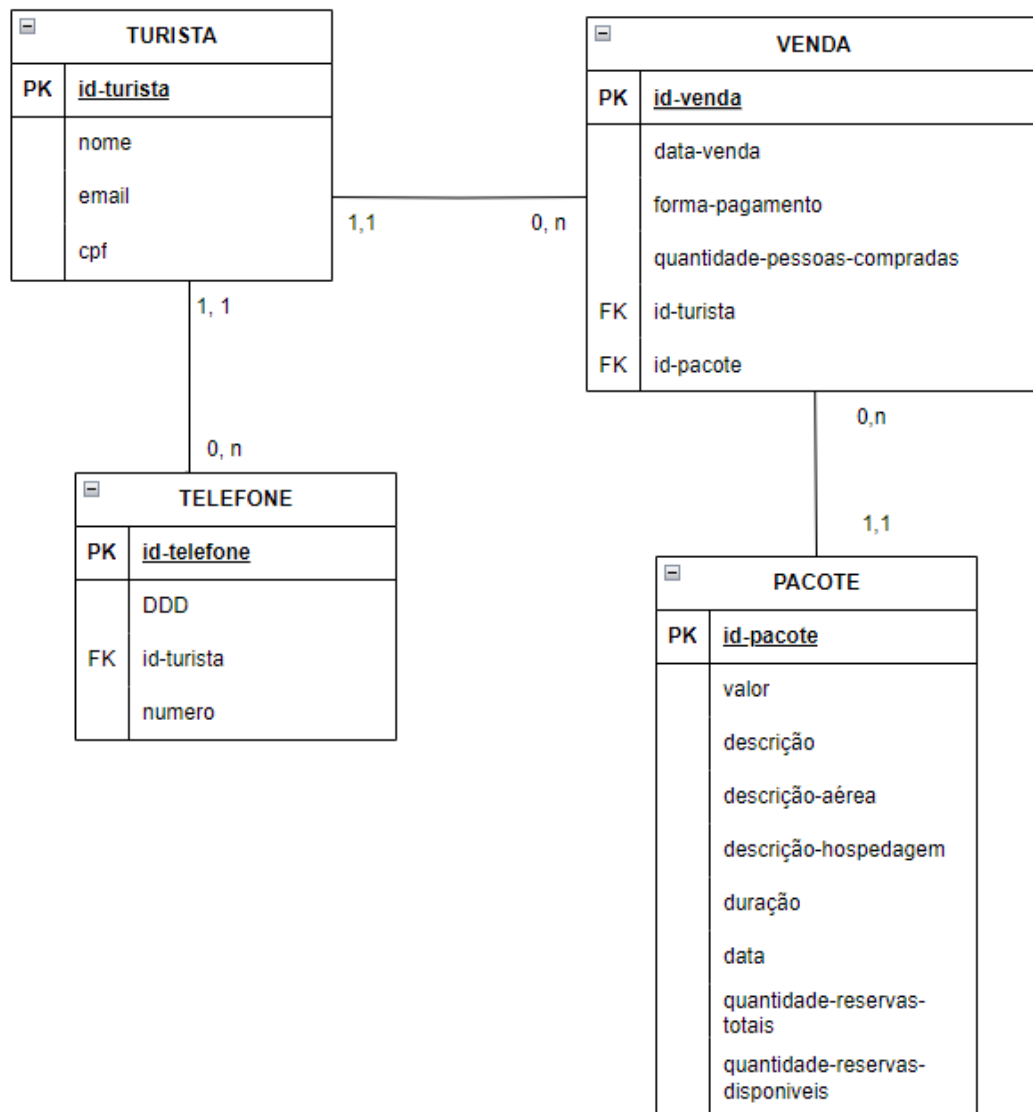 TURISTA
PK id-turista
nome
email
cpf
VENDA
PK id-venda
data-venda
forma-pagamento
quantidade-pessoas-compradas
FK id-turista
FK id-pacote
1,1
0, n
1, 1
0, n
TELEFONE
PK id-telefone
DDD
FK id-turista
numero
0,n
1,1
PACOTE
PK id-pacote
valor
descrição
descrição-aérea
descrição-hospedagem
duração
data
quantidade-reservas-
totais
quantidade-reservas-
disponiveis